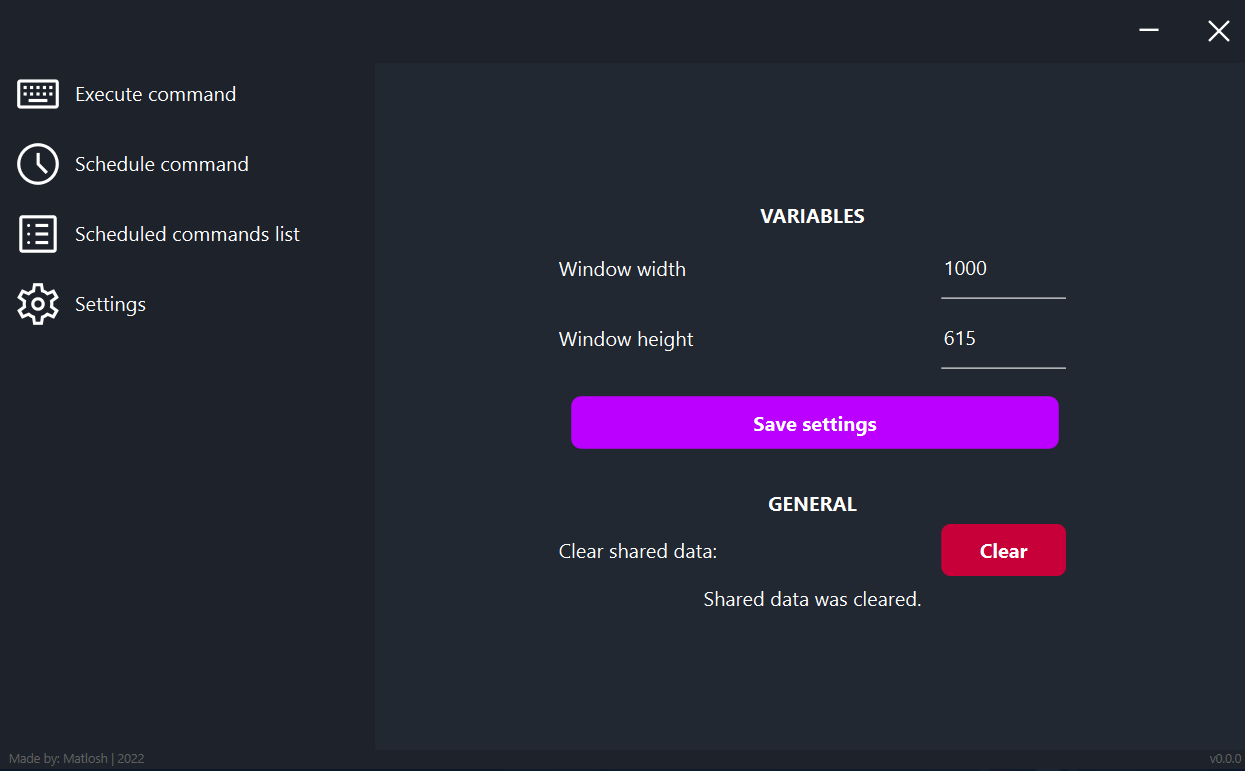 Execute command
Schedule command
Scheduled commands list
Settings
VARIABLES
Window width 1000
Window height 615
Save settings
GENERAL
Clear shared data: Clear
Shared data was cleared.
Made by: Matlosh | 2022
v0.0.0